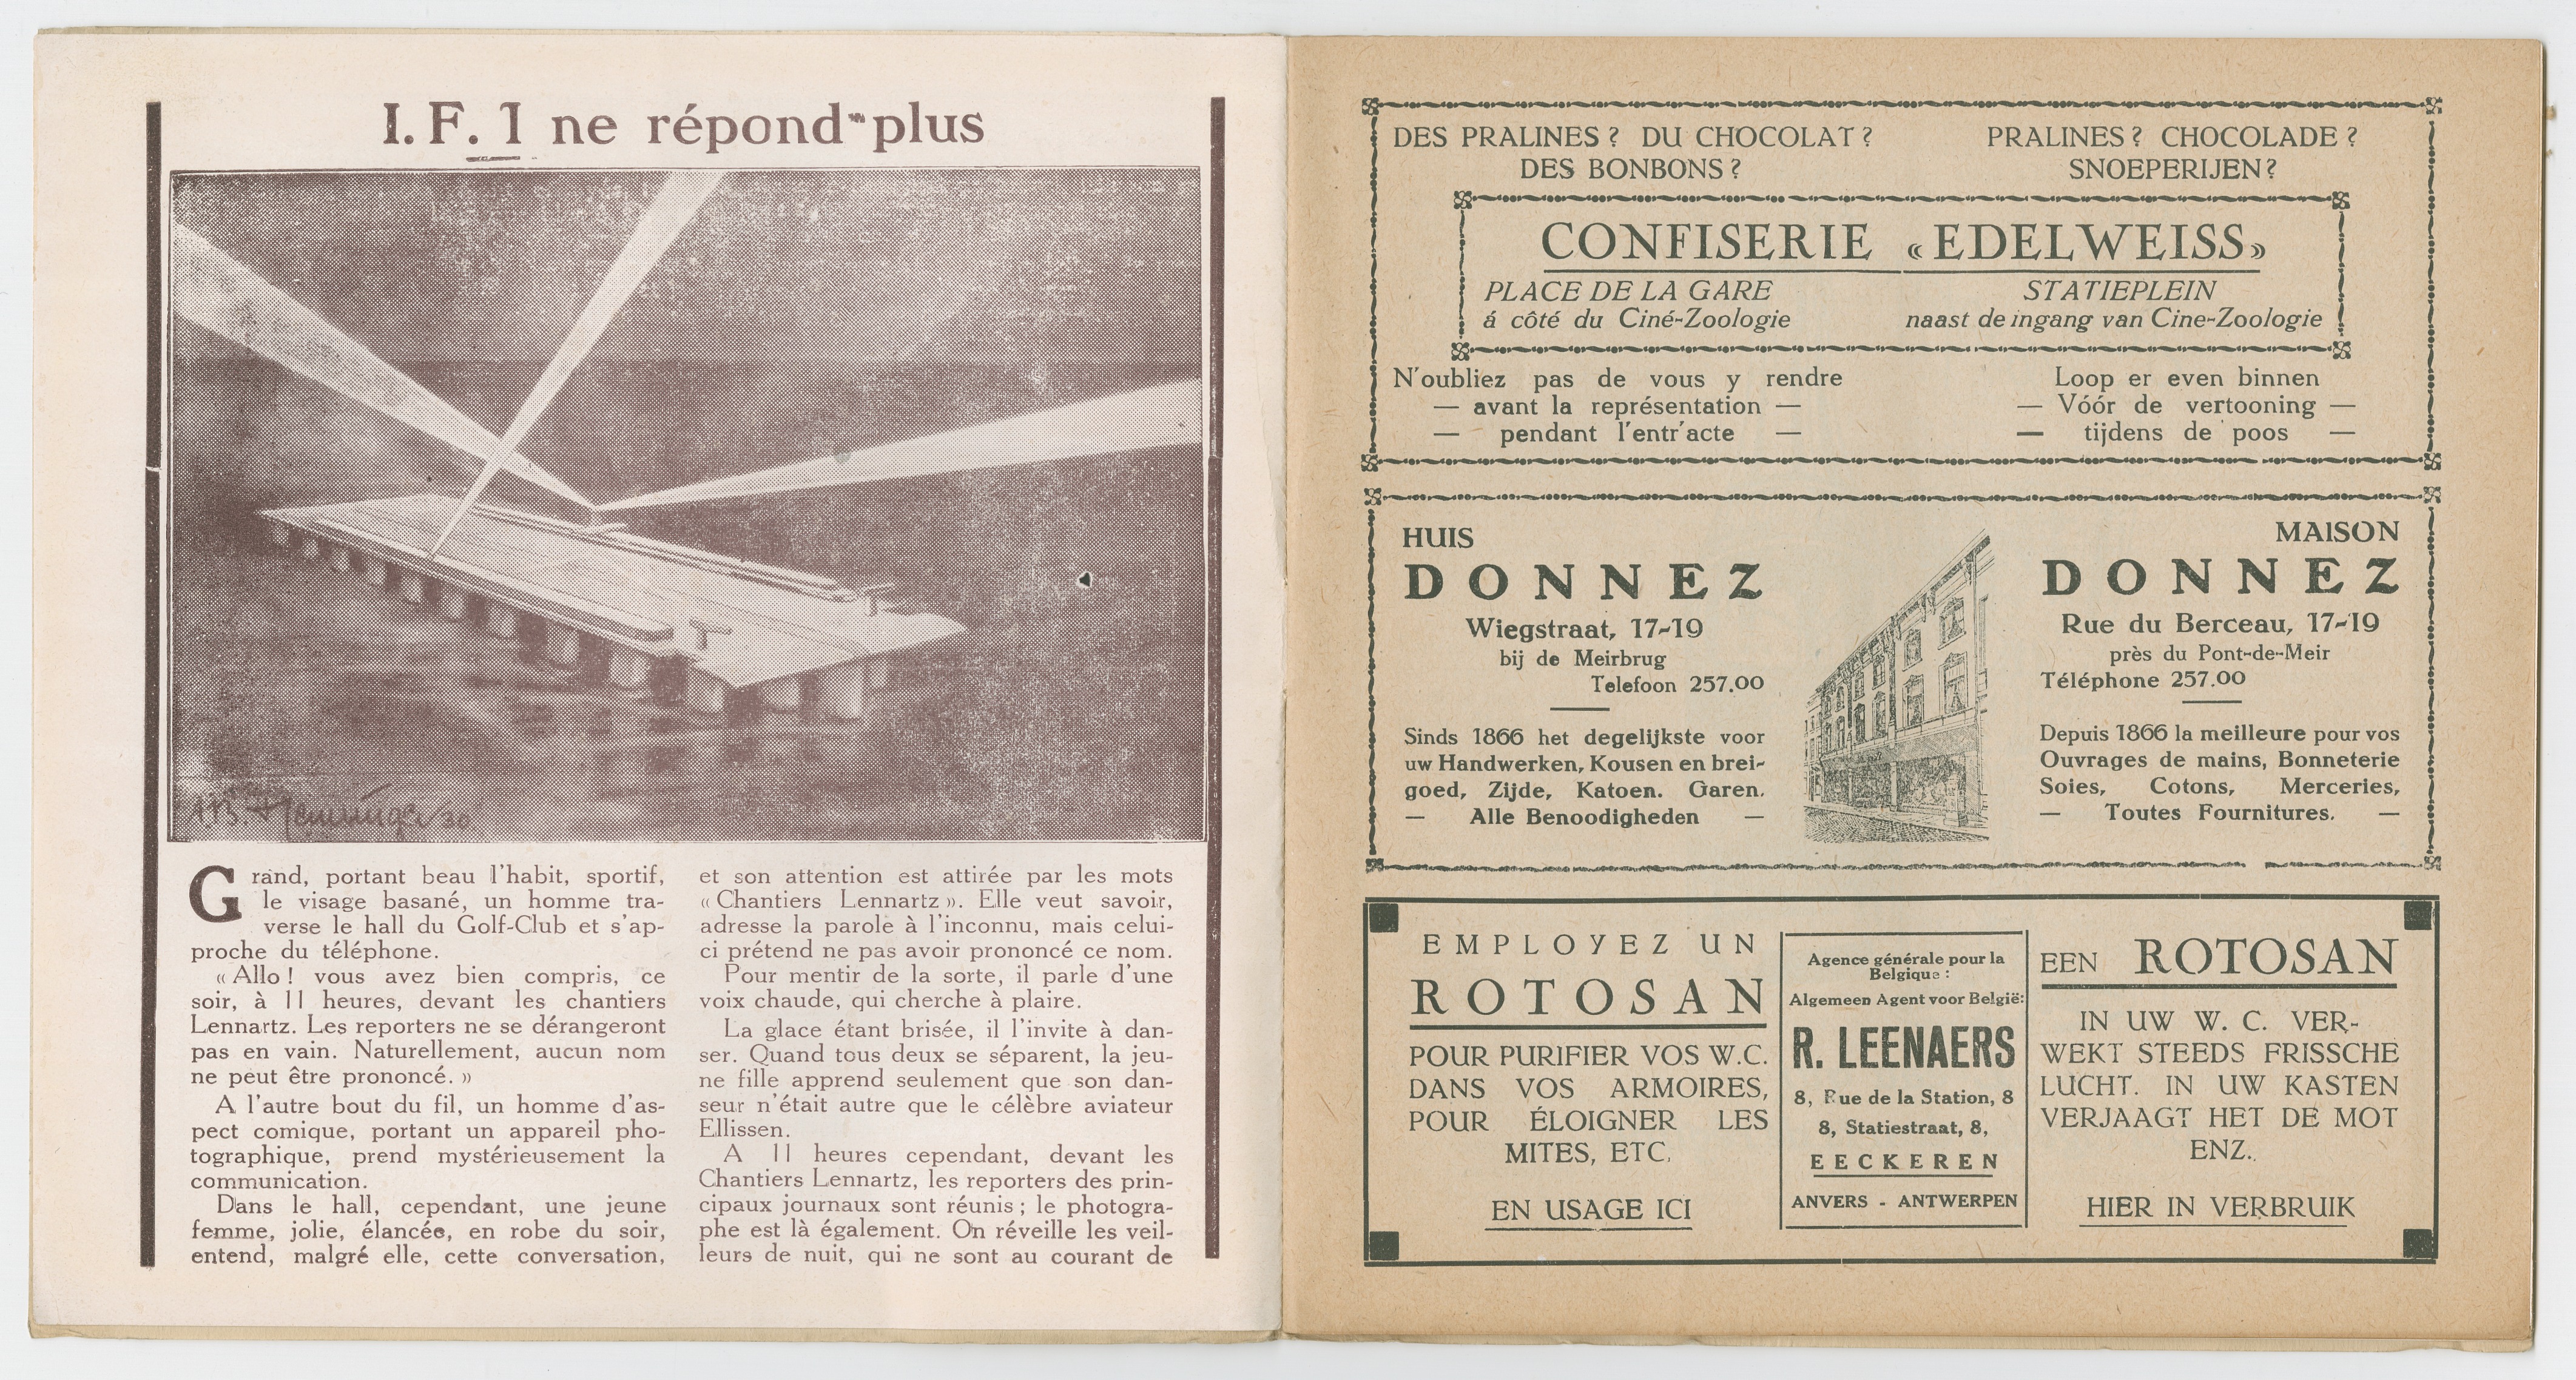 I. F. 1 ne répond plus
Grand, portant beau l'habit, sportif,
le visage basané, un homme tra-
verse le hall du Golf-Club et s'ap-
proche du téléphone.
« Allo ! vous avez bien compris, ce
soir, à 11 heures, devant les chantiers
Lennartz. Les reporters ne se dérangeront
pas en vain. Naturellement, aucun nom
ne peut être prononcé. »
A l'autre bout du fil, un homme d'as-
pect comique, portant un appareil pho-
tographique, prend mystérieusement la
communication.
Dans le hall, cependant, une jeune
femme, jolie, élancée, en robe du soir,
entend, malgré elle, cette conversation,
et son attention est attirée par les mots
« Chantiers Lennartz ». Elle veut savoir,
adresse la parole à l'inconnu, mais celui-
ci prétend ne pas avoir prononcé ce nom.
Pour mentir de la sorte, il parle d'une
voix chaude, qui cherche à plaire.
La glace étant brisée, il l'invite à dan-
ser. Quand tous deux se séparent, la jeu-
ne fille apprend seulement que son dan-
seur n'était autre que le célèbre aviateur
Ellissen.
A 11 heures cependant, devant les
Chantiers Lennartz, les reporters des prin-
cipaux journaux sont réunis ; le photogra-
phe est là également. On réveille les veil-
leurs de nuit, qui ne sont au courant de
DES PRALINES ? DU CHOCOLAT ?
DES BONBONS ?
PRALINES ? CHOCOLADE ?
SNOEPERIJEN ?
CONFISERIE « EDELWEISS »
PLACE DE LA GARE
á côté du Ciné-Zoologie
STATIEPLEIN
naast de ingang van Cine-Zoologie
N'oubliez pas de vous y rendre
— avant la représentation —
— pendant l'entr'acte —
Loop er even binnen
— Vóór de vertooning —
— tijdens de poos —
HUIS
DONNEZ
Wiegstraat, 17-19
bij de Meirbrug
Telefoon 257.00
Sinds 1866 het degelijkste voor
uw Handwerken, Kousen en brei-
goed, Zijde, Katoen. Garen.
— Alle Benoodigheden —
MAISON
DONNEZ
Rue du Berceau, 17-19
près du Pont-de-Meir
Téléphone 257.00
Depuis 1866 la meilleure pour vos
Ouvrages de mains, Bonneterie
Soies, Cotons, Merceries,
— Toutes Fournitures. —
EMPLOYEZ UN
ROTOSAN
POUR PURIFIER VOS W.C.
DANS VOS ARMOIRES,
POUR ÉLOIGNER LES
MITES, ETC.
EN USAGE ICI
Agence générale pour la
Belgique :
Algemeen Agent voor België:
R. LEENAERS
8, Rue de la Station, 8
8, Statiestraat, 8,
EECKEREN
ANVERS - ANTWERPEN
EEN ROTOSAN
IN UW W. C. VER-
WEKT STEEDS FRISSCHE
LUCHT. IN UW KASTEN
VERJAAGT HET DE MOT
ENZ.
HIER IN VERBRUIK